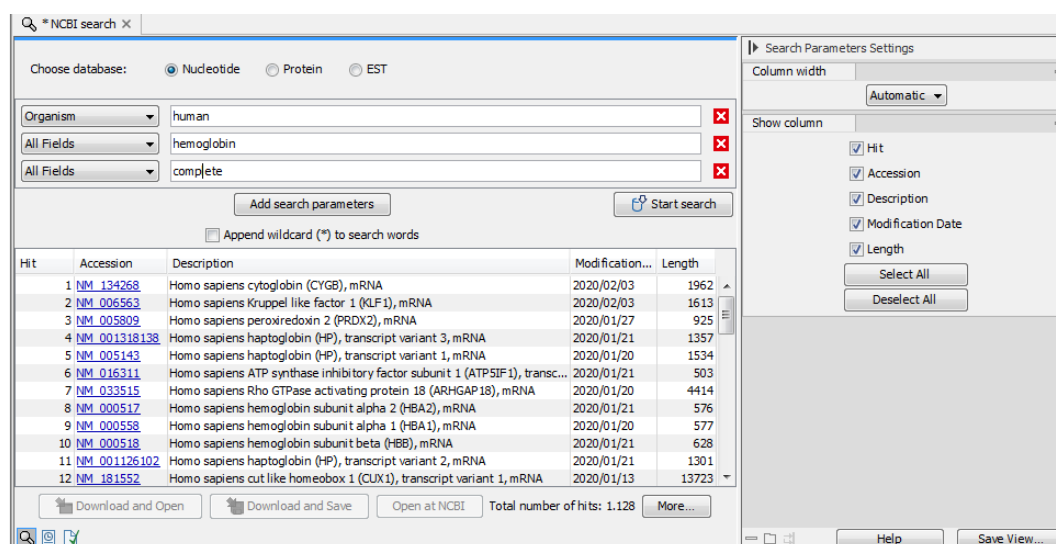 * NCBI search
Choose database: Nucleotide Protein EST
Organism human
All Fields hemoglobin
All Fields complete
Add search parameters Start search
Append wildcard (*) to search words
Hit Accession Description Modification... Length
1 NM_134268 Homo sapiens cytoglobin (CYGB), mRNA 2020/02/03 1962
2 NM_006563 Homo sapiens Kruppel like factor 1 (KLF1), mRNA 2020/02/03 1613
3 NM_005809 Homo sapiens peroxiredoxin 2 (PRDX2), mRNA 2020/01/27 925
4 NM_001318138 Homo sapiens haptoglobin (HP), transcript variant 3, mRNA 2020/01/21 1357
5 NM_005143 Homo sapiens haptoglobin (HP), transcript variant 1, mRNA 2020/01/20 1534
6 NM_016311 Homo sapiens ATP synthase inhibitory factor subunit 1 (ATP5IF1), transc... 2020/01/21 503
7 NM_033515 Homo sapiens Rho GTPase activating protein 18 (ARHGAP18), mRNA 2020/01/20 4414
8 NM_000517 Homo sapiens hemoglobin subunit alpha 2 (HBA2), mRNA 2020/01/21 576
9 NM_000558 Homo sapiens hemoglobin subunit alpha 1 (HBA1), mRNA 2020/01/20 577
10 NM_000518 Homo sapiens hemoglobin subunit beta (HBB), mRNA 2020/01/21 628
11 NM_001126102 Homo sapiens haptoglobin (HP), transcript variant 2, mRNA 2020/01/21 1301
12 NM_181552 Homo sapiens cut like homeobox 1 (CUX1), transcript variant 1, mRNA 2020/01/13 13723
Download and Open Download and Save Open at NCBI Total number of hits: 1.128 More...
Search Parameters Settings
Column width
Automatic
Show column
Hit
Accession
Description
Modification Date
Length
Select All
Deselect All
Help Save View...